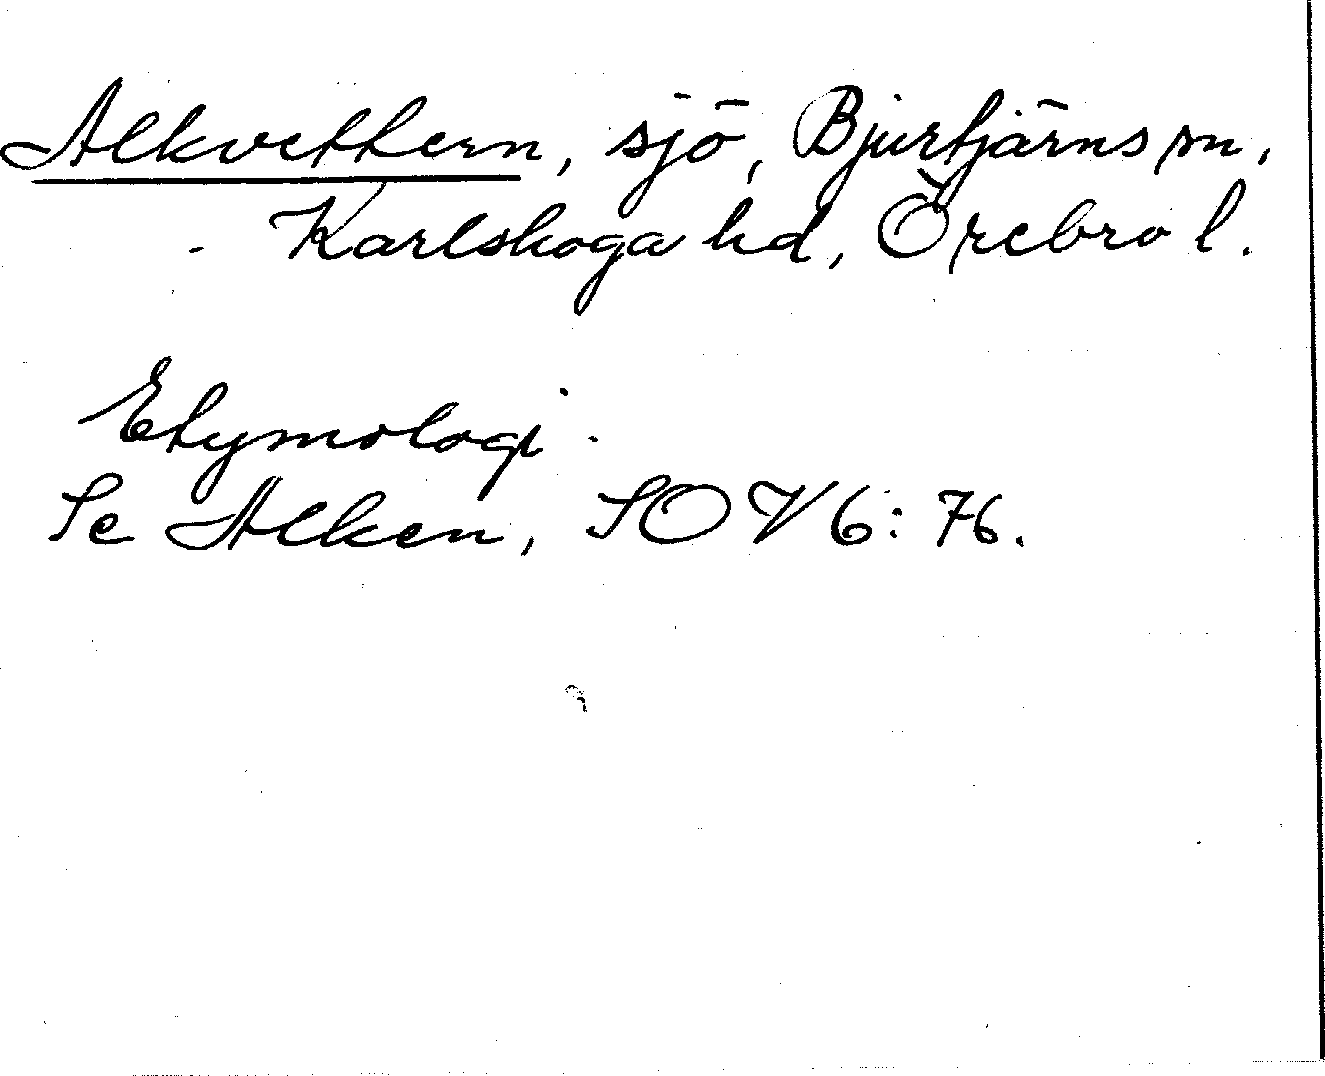 Alkvettern, sjö, Bjurtjärns sn,
Karlskoga hd, Örebro l.
Etymologi.
Se Alken, SOV 6:76.